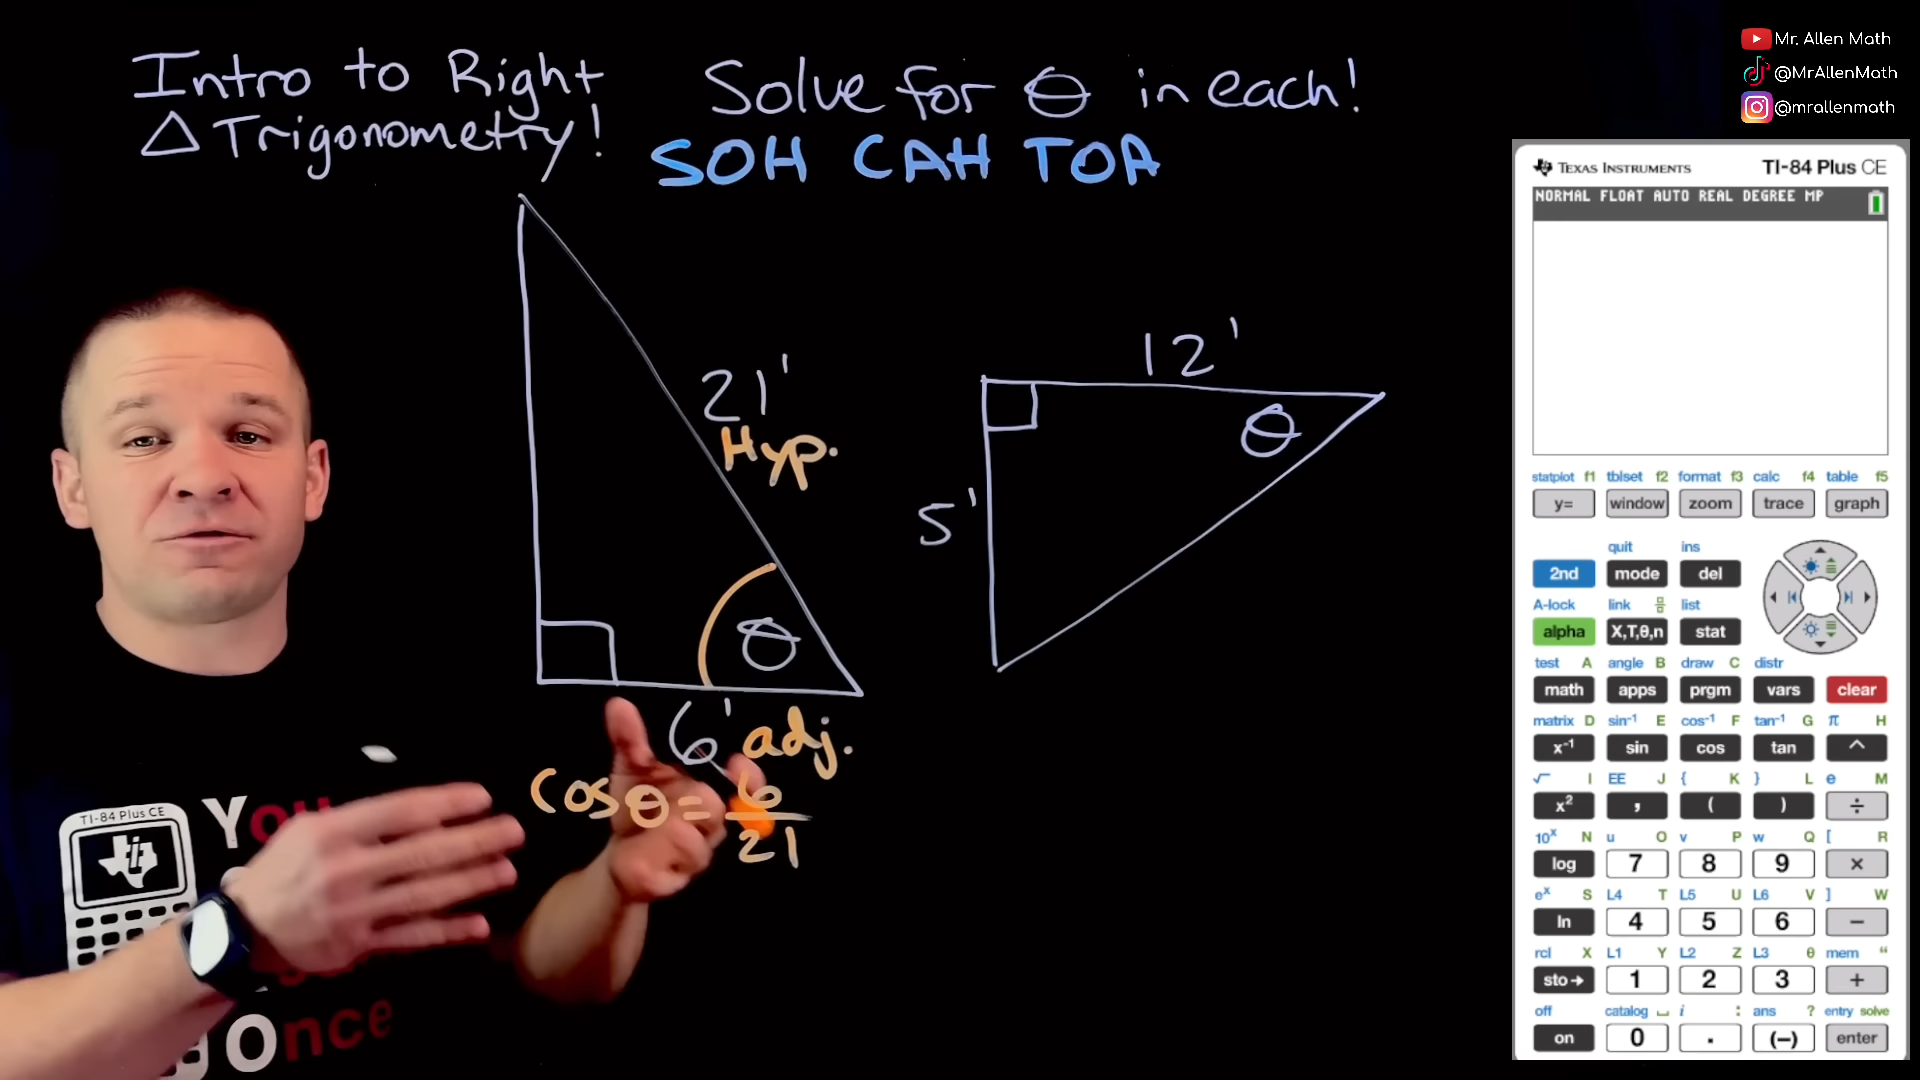 Intro to Right
△ Trigonometry!
Solve for θ in each!
SOH CAH TOA
21'
Hyp.
θ
6' adj.
cos θ = 6/21
12'
θ
5'
TI-84 Plus CE
You
Once
Mr. Allen Math
@MrAllenMath
@mrallenmath
TEXAS INSTRUMENTS TI-84 Plus CE
NORMAL FLOAT AUTO REAL DEGREE MP
statplot f1 tblset f2 format f3 calc f4 table f5
y= window zoom trace graph
quit ins
2nd mode del
A-lock link list
alpha X,T,θ,n stat
test A angle B draw C distr
math apps prgm vars clear
matrix D sin⁻¹ E cos⁻¹ F tan⁻¹ G π H
x⁻¹ sin cos tan ^
√ I EE J { K } L e M
x² , ( ) ÷
10ˣ N u O v P w Q [ R
log 7 8 9 ×
eˣ S L4 T L5 U L6 V ] W
ln 4 5 6 −
rcl X L1 Y L2 Z L3 θ mem "
sto→ 1 2 3 +
off catalog ⎵ i : ans ? entry solve
on 0 . (−) enter